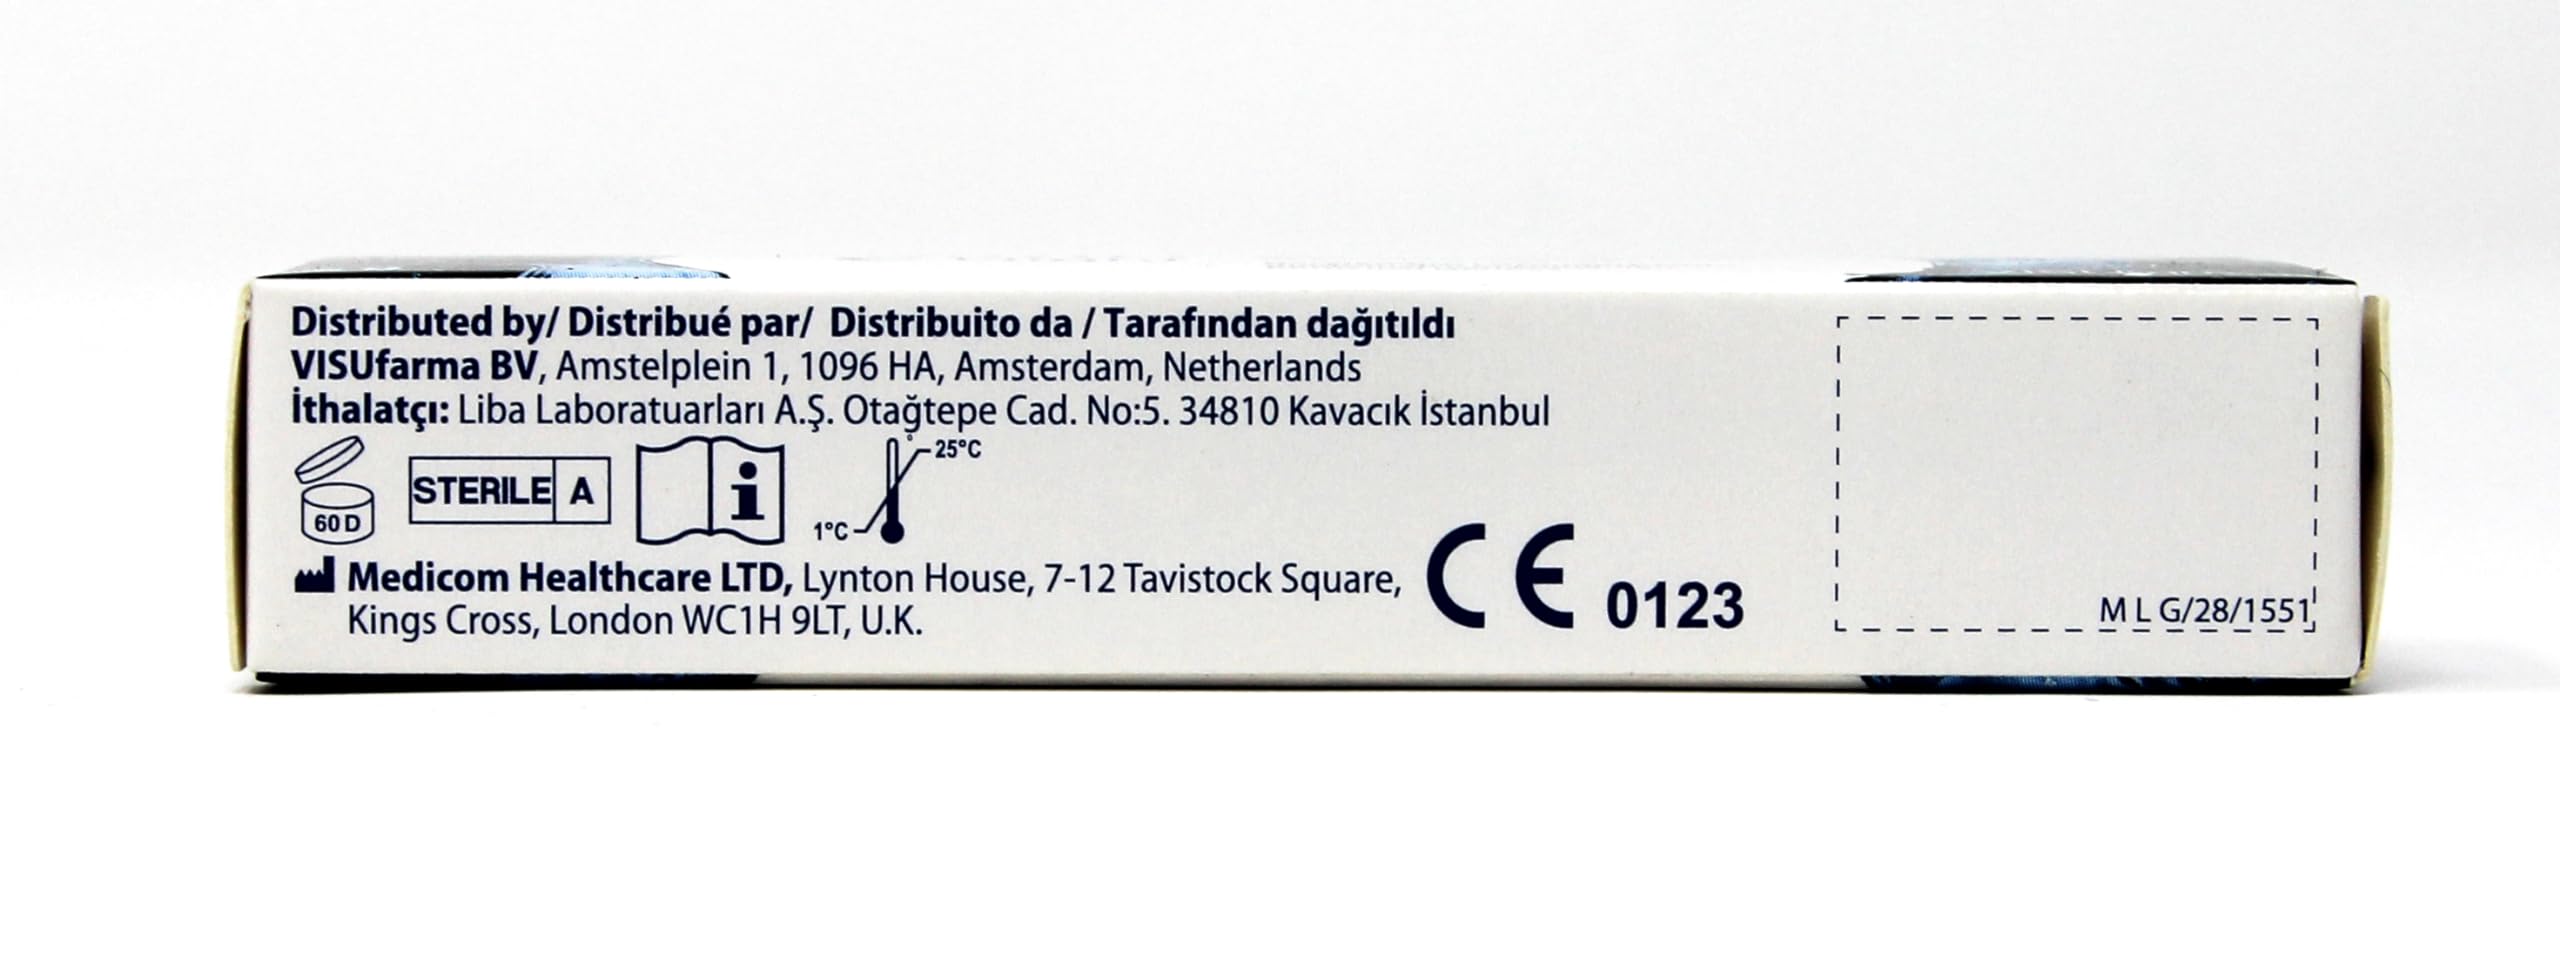 Distributed by/ Distribué par/ Distribuito da / Tarafından dağıtıldı
VISUfarma BV, Amstelplein 1, 1096 HA, Amsterdam, Netherlands
İthalatçı: Liba Laboratuarları A.Ş. Otağtepe Cad. No:5. 34810 Kavacık İstanbul
60 D
STERILE A
i
1°C
25°C
Medicom Healthcare LTD, Lynton House, 7-12 Tavistock Square,
Kings Cross, London WC1H 9LT, U.K.
CE 0123
M L G/28/1551